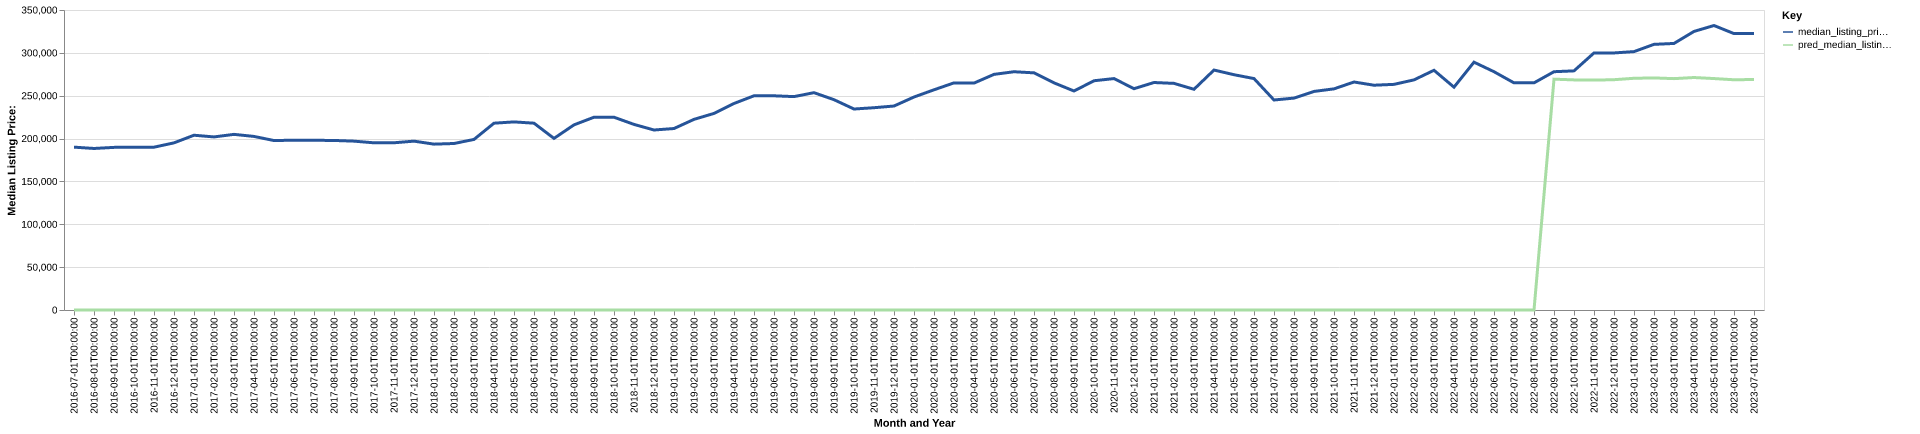 350,000
300,000
250,000
200,000
150,000
100,000
50,000
0
Median Listing Price:
2016-07-01T00:00:00
2016-08-01T00:00:00
2016-09-01T00:00:00
2016-10-01T00:00:00
2016-11-01T00:00:00
2016-12-01T00:00:00
2017-01-01T00:00:00
2017-02-01T00:00:00
2017-03-01T00:00:00
2017-04-01T00:00:00
2017-05-01T00:00:00
2017-06-01T00:00:00
2017-07-01T00:00:00
2017-08-01T00:00:00
2017-09-01T00:00:00
2017-10-01T00:00:00
2017-11-01T00:00:00
2017-12-01T00:00:00
2018-01-01T00:00:00
2018-02-01T00:00:00
2018-03-01T00:00:00
2018-04-01T00:00:00
2018-05-01T00:00:00
2018-06-01T00:00:00
2018-07-01T00:00:00
2018-08-01T00:00:00
2018-09-01T00:00:00
2018-10-01T00:00:00
2018-11-01T00:00:00
2018-12-01T00:00:00
2019-01-01T00:00:00
2019-02-01T00:00:00
2019-03-01T00:00:00
2019-04-01T00:00:00
2019-05-01T00:00:00
2019-06-01T00:00:00
2019-07-01T00:00:00
2019-08-01T00:00:00
2019-09-01T00:00:00
2019-10-01T00:00:00
2019-11-01T00:00:00
2019-12-01T00:00:00
2020-01-01T00:00:00
2020-02-01T00:00:00
2020-03-01T00:00:00
2020-04-01T00:00:00
2020-05-01T00:00:00
2020-06-01T00:00:00
2020-07-01T00:00:00
2020-08-01T00:00:00
2020-09-01T00:00:00
2020-10-01T00:00:00
2020-11-01T00:00:00
2020-12-01T00:00:00
2021-01-01T00:00:00
2021-02-01T00:00:00
2021-03-01T00:00:00
2021-04-01T00:00:00
2021-05-01T00:00:00
2021-06-01T00:00:00
2021-07-01T00:00:00
2021-08-01T00:00:00
2021-09-01T00:00:00
2021-10-01T00:00:00
2021-11-01T00:00:00
2021-12-01T00:00:00
2022-01-01T00:00:00
2022-02-01T00:00:00
2022-03-01T00:00:00
2022-04-01T00:00:00
2022-05-01T00:00:00
2022-06-01T00:00:00
2022-07-01T00:00:00
2022-08-01T00:00:00
2022-09-01T00:00:00
2022-10-01T00:00:00
2022-11-01T00:00:00
2022-12-01T00:00:00
2023-01-01T00:00:00
2023-02-01T00:00:00
2023-03-01T00:00:00
2023-04-01T00:00:00
2023-05-01T00:00:00
2023-06-01T00:00:00
2023-07-01T00:00:00
Month and Year
Key
median_listing_pri…
pred_median_listin…